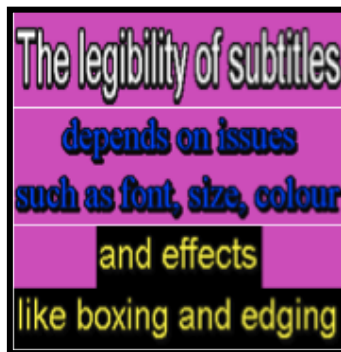 The legibility of subtitles
depends on issues
such as font, size, colour
and effects
like boxing and edging